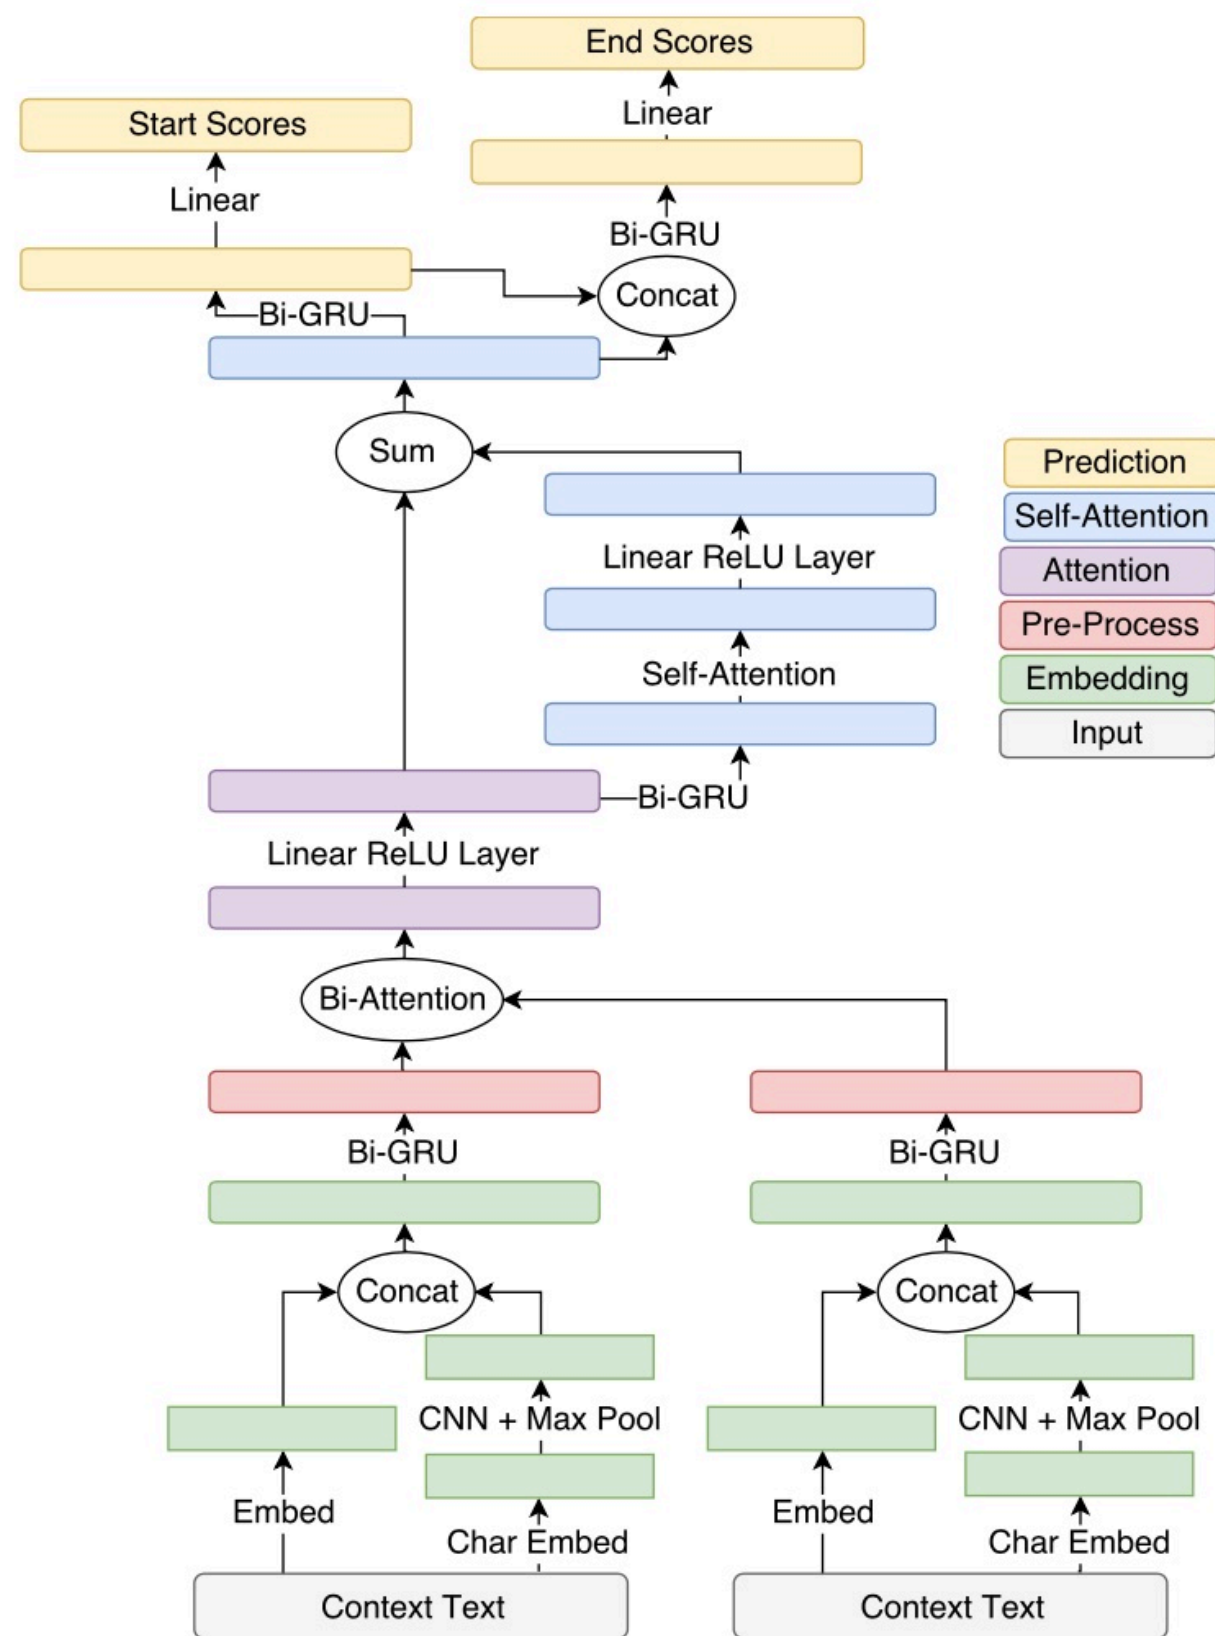 End Scores
Linear
Start Scores
Linear
Bi-GRU
Concat
Bi-GRU
Sum
Prediction
Self-Attention
Attention
Pre-Process
Embedding
Input
Linear ReLU Layer
Self-Attention
Bi-GRU
Linear ReLU Layer
Bi-Attention
Bi-GRU
Bi-GRU
Concat
Concat
CNN + Max Pool
CNN + Max Pool
Embed
Char Embed
Embed
Char Embed
Context Text
Context Text